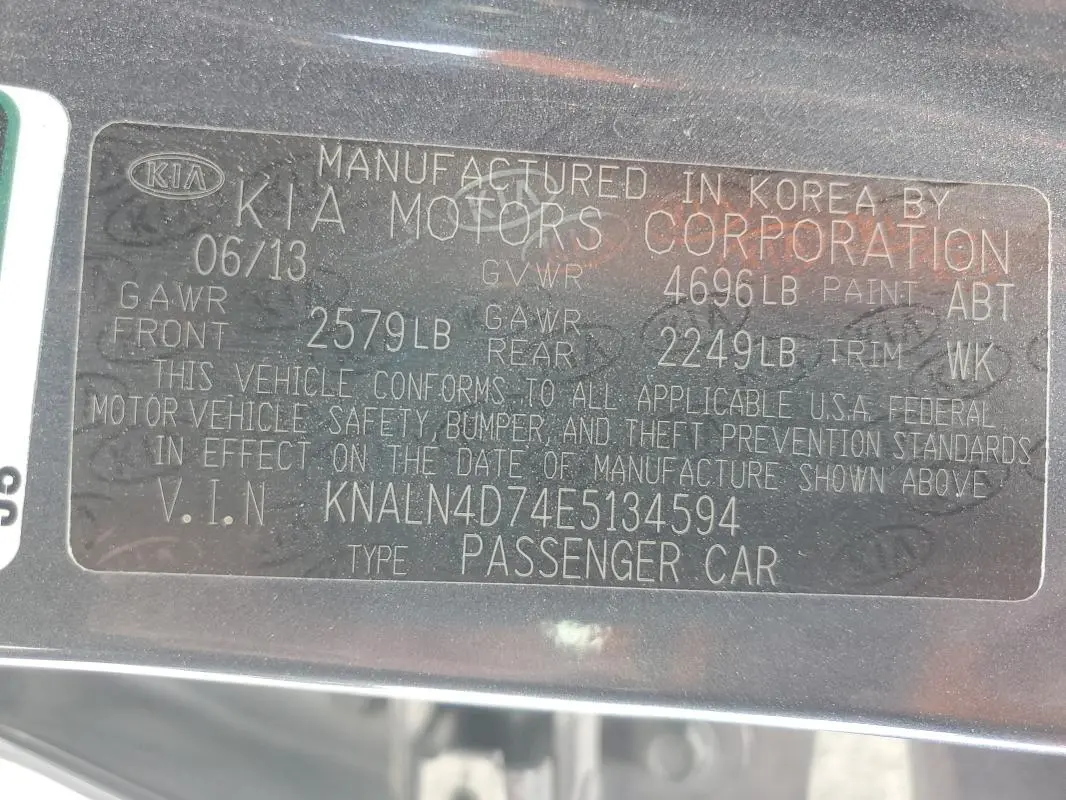 KIA
MANUFACTURED IN KOREA BY
KIA MOTORS CORPORATION
06/13 GVWR 4696LB PAINT ABT
GAWR FRONT 2579LB GAWR REAR 2249LB TRIM WK
THIS VEHICLE CONFORMS TO ALL APPLICABLE U.S.A. FEDERAL
MOTOR VEHICLE SAFETY, BUMPER, AND THEFT PREVENTION STANDARDS
IN EFFECT ON THE DATE OF MANUFACTURE SHOWN ABOVE
V.I.N KNALN4D74E5134594
TYPE PASSENGER CAR